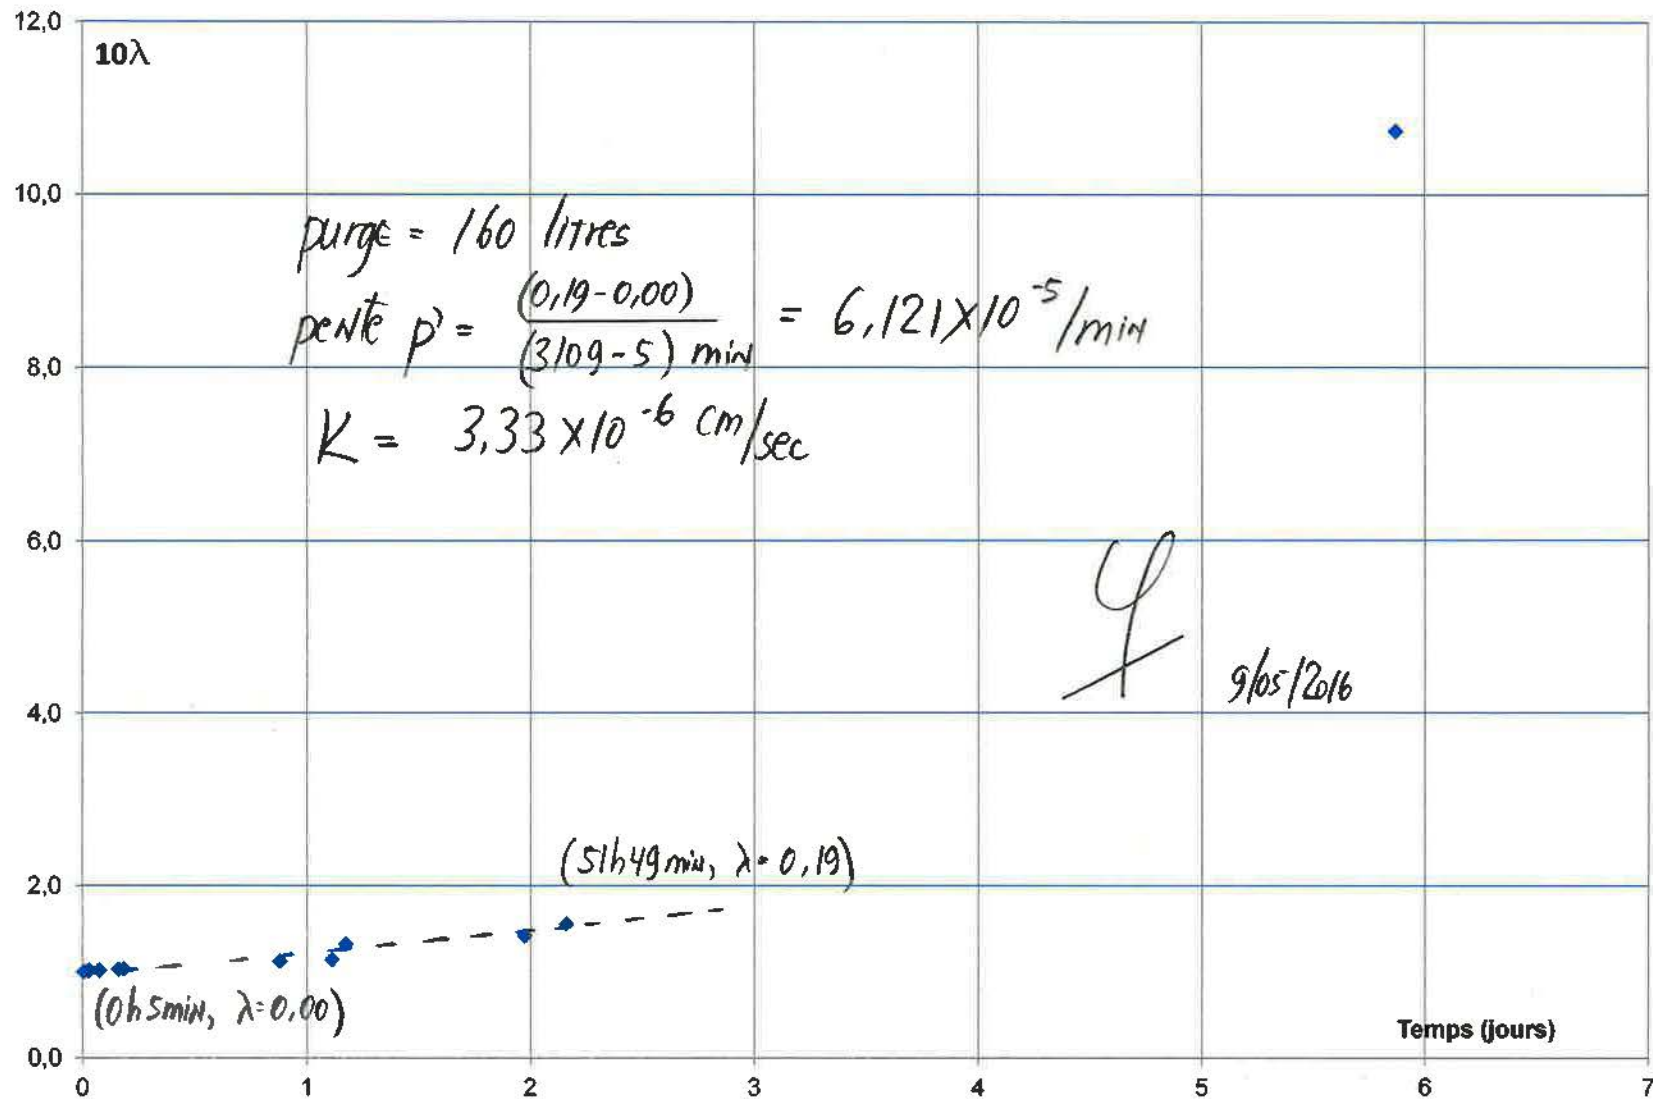 12,0
10λ
10,0
purge = 160 litres
pente p' = (0,19-0,00) / (3109-5) min = 6,121X10⁻⁵/min
8,0
K = 3,33 X10⁻⁶ cm/sec
6,0
9/05/2016
4,0
(51h49min, λ=0,19)
2,0
(0h5min, λ=0,00)
Temps (jours)
0,0
0 1 2 3 4 5 6 7